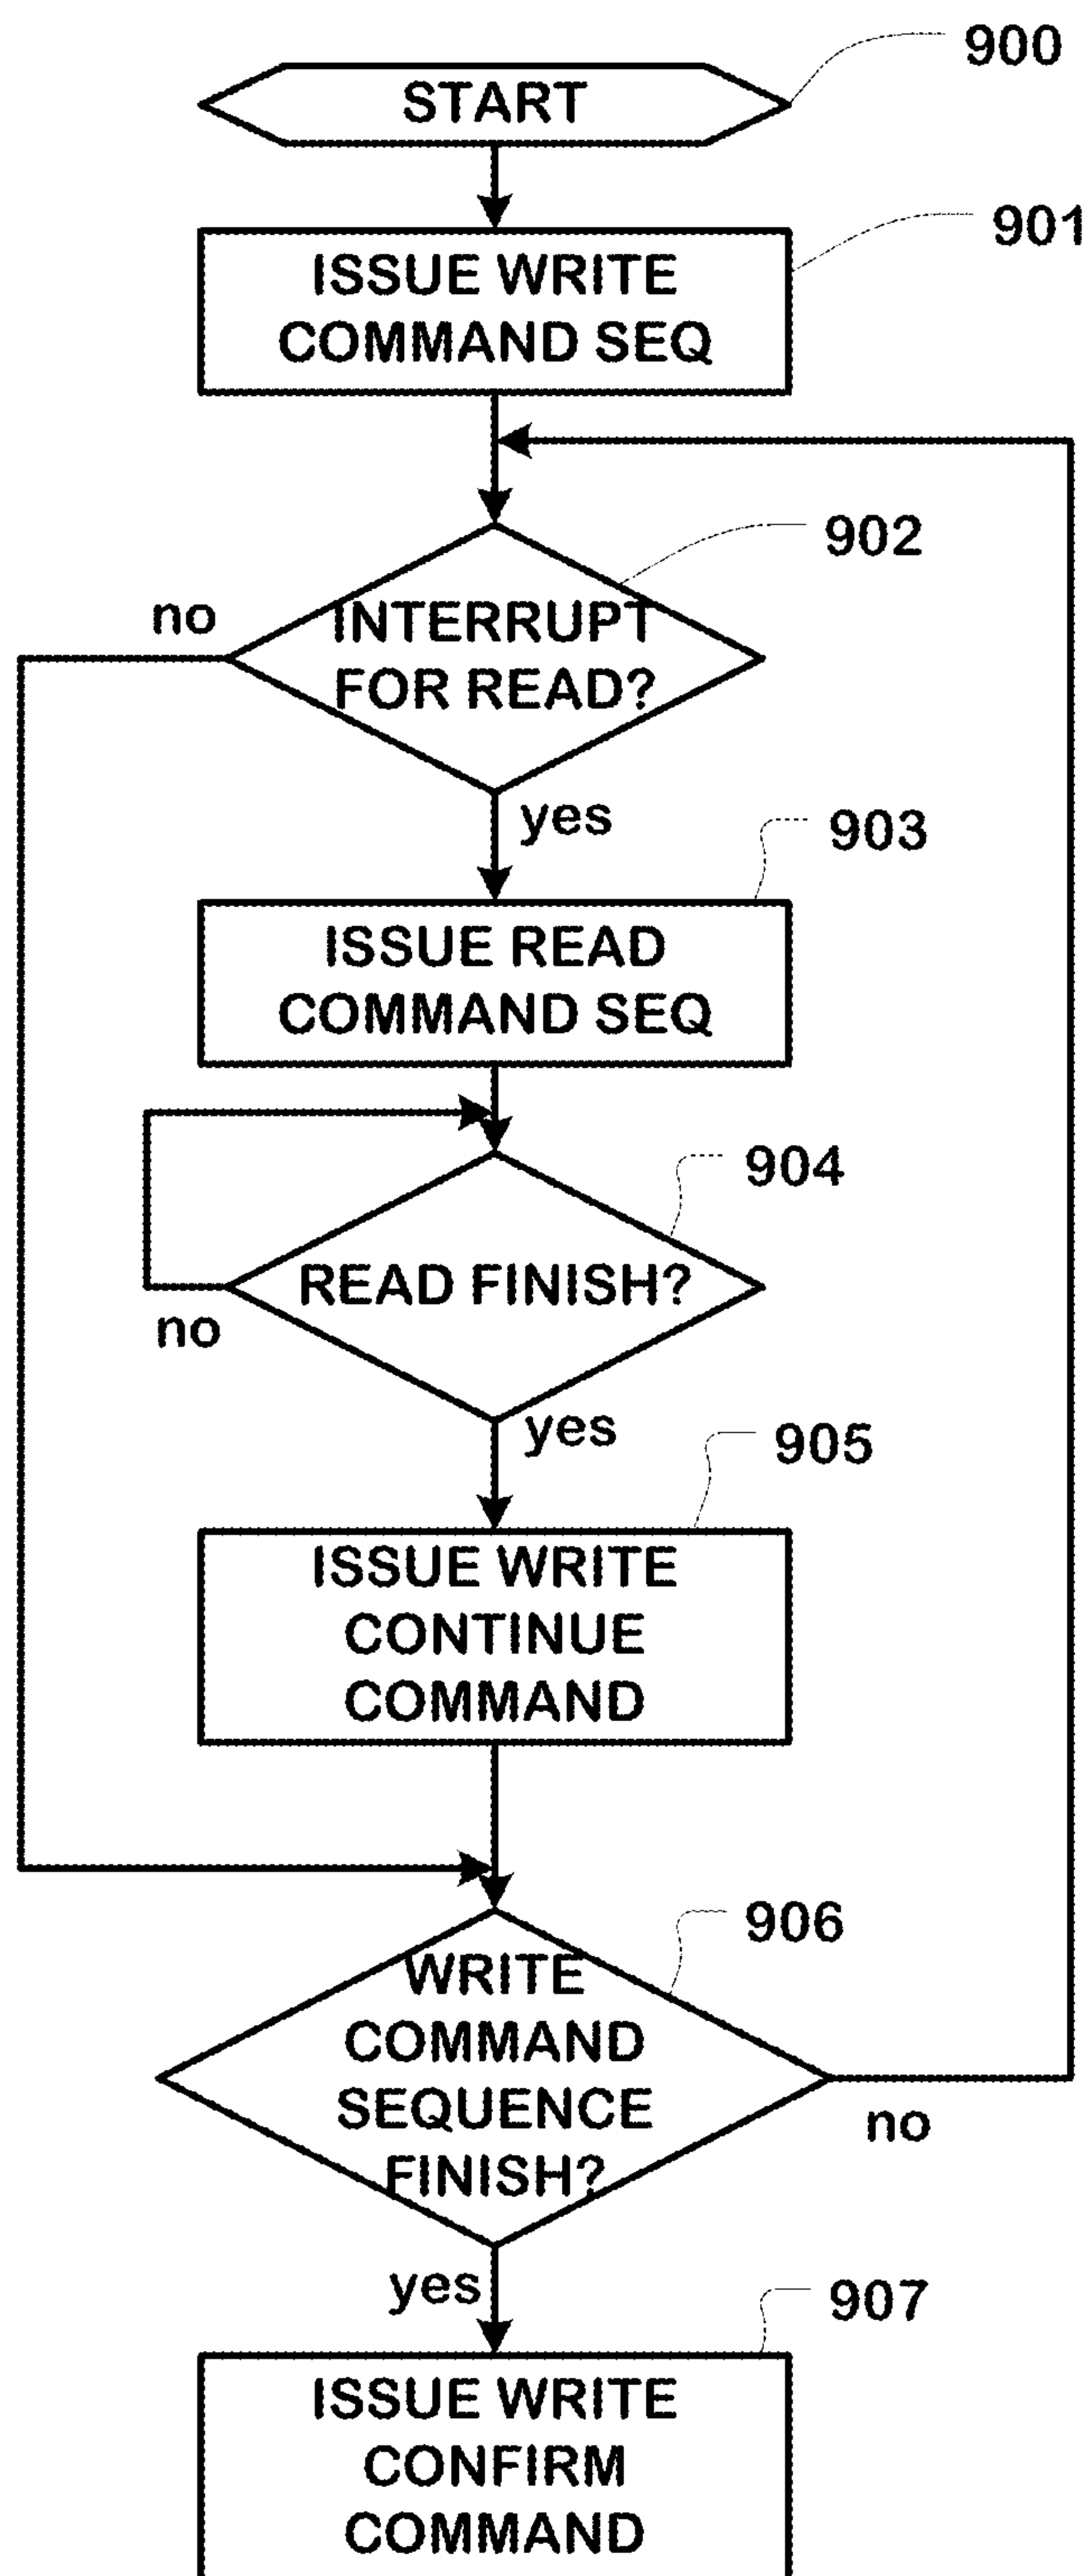 900
START
901
ISSUE WRITE
COMMAND SEQ
902
no
INTERRUPT
FOR READ?
yes
903
ISSUE READ
COMMAND SEQ
904
READ FINISH?
no
yes
905
ISSUE WRITE
CONTINUE
COMMAND
906
WRITE
COMMAND
SEQUENCE
FINISH?
no
yes
907
ISSUE WRITE
CONFIRM
COMMAND